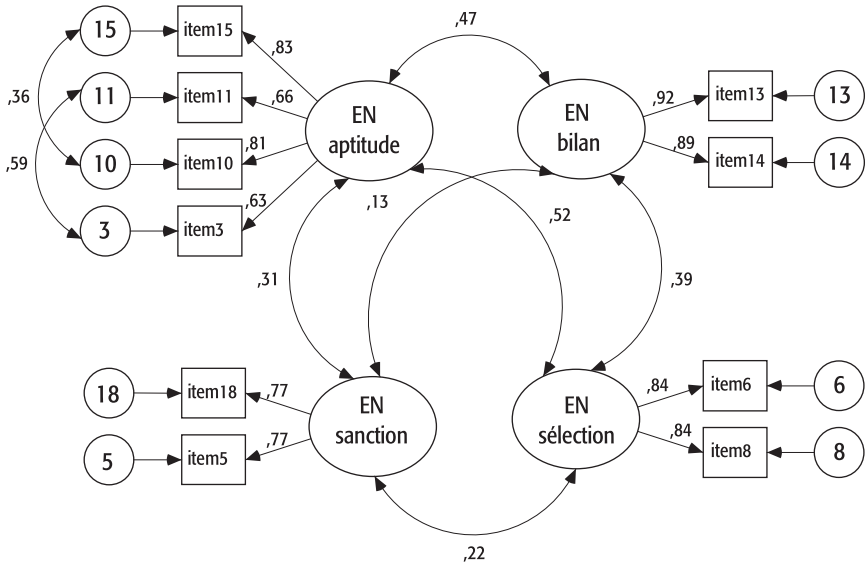 15
item15
,83
11
item11
,66
,36
10
item10
,81
,59
3
item3
,63
EN
aptitude
,47
EN
bilan
,92
item13
13
,89
item14
14
,13
,52
,31
,39
18
item18
,77
5
item5
,77
EN
sanction
EN
sélection
,84
item6
6
,84
item8
8
,22